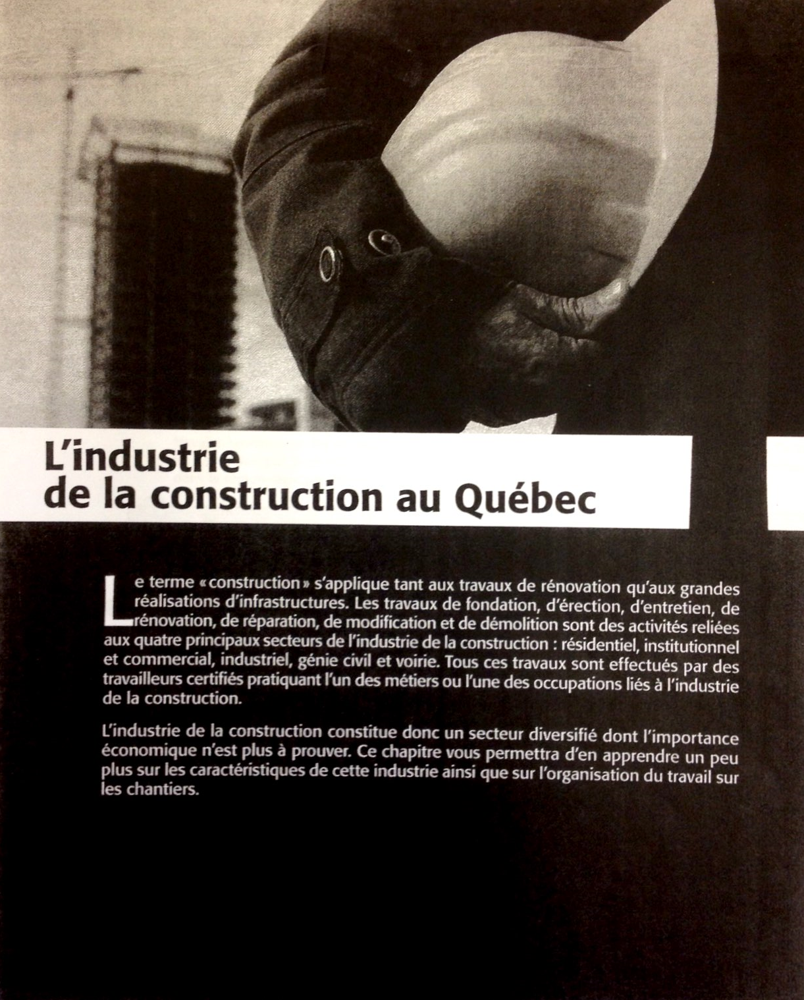 L'industrie
de la construction au Québec
Le terme « construction » s'applique tant aux travaux de rénovation qu'aux grandes
réalisations d'infrastructures. Les travaux de fondation, d'érection, d'entretien, de
rénovation, de réparation, de modification et de démolition sont des activités reliées
aux quatre principaux secteurs de l'industrie de la construction : résidentiel, institutionnel
et commercial, industriel, génie civil et voirie. Tous ces travaux sont effectués par des
travailleurs certifiés pratiquant l'un des métiers ou l'une des occupations liés à l'industrie
de la construction.
L'industrie de la construction constitue donc un secteur diversifié dont l'importance
économique n'est plus à prouver. Ce chapitre vous permettra d'en apprendre un peu
plus sur les caractéristiques de cette industrie ainsi que sur l'organisation du travail sur
les chantiers.